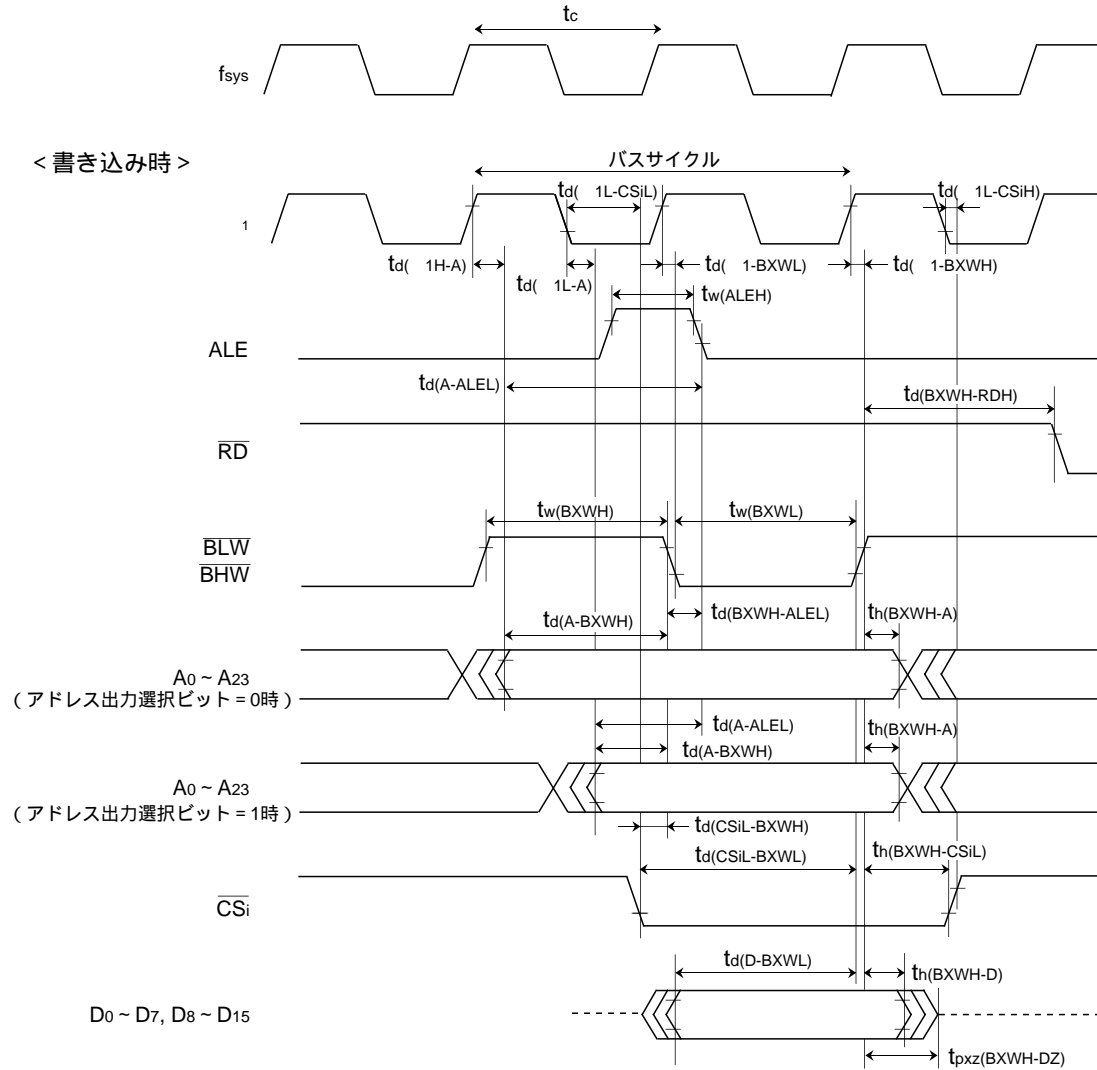 tc
fsys
<書き込み時>
バスサイクル
td( 1L-CSiL)
td( 1L-CSiH)
1
td( 1H-A)
td( 1-BXWL)
td( 1-BXWH)
td( 1L-A)
tw(ALEH)
ALE
td(A-ALEL)
td(BXWH-RDH)
RD
tw(BXWH)
tw(BXWL)
BLW
BHW
td(BXWH-ALEL)
th(BXWH-A)
td(A-BXWH)
A0 ~ A23
(アドレス出力選択ビット = 0時)
td(A-ALEL)
th(BXWH-A)
td(A-BXWH)
A0 ~ A23
(アドレス出力選択ビット = 1時)
td(CSiL-BXWH)
td(CSiL-BXWL)
th(BXWH-CSiL)
CSi
td(D-BXWL)
th(BXWH-D)
D0 ~ D7, D8 ~ D15
tpxz(BXWH-DZ)